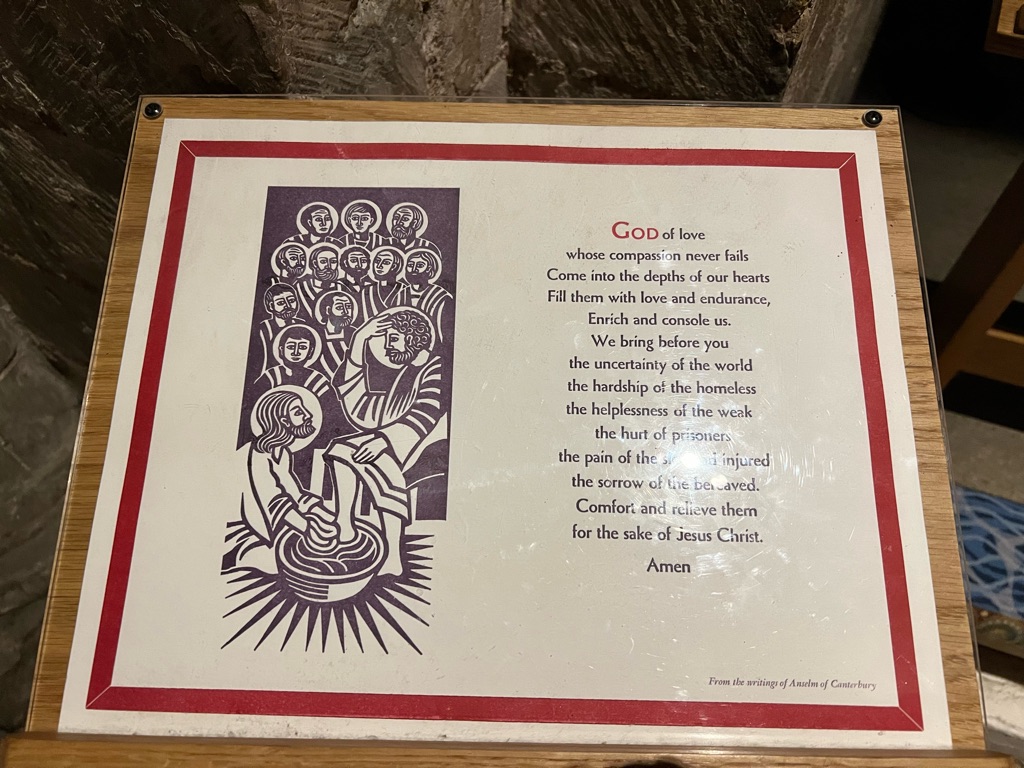 GOD of love
whose compassion never fails
Come into the depths of our hearts
Fill them with love and endurance,
Enrich and console us.
We bring before you
the uncertainty of the world
the hardship of the homeless
the helplessness of the weak
the hurt of prisoners
the pain of the and injured
the sorrow of the bereaved.
Comfort and relieve them
for the sake of Jesus Christ.
Amen
From the writings of Anselm of Canterbury